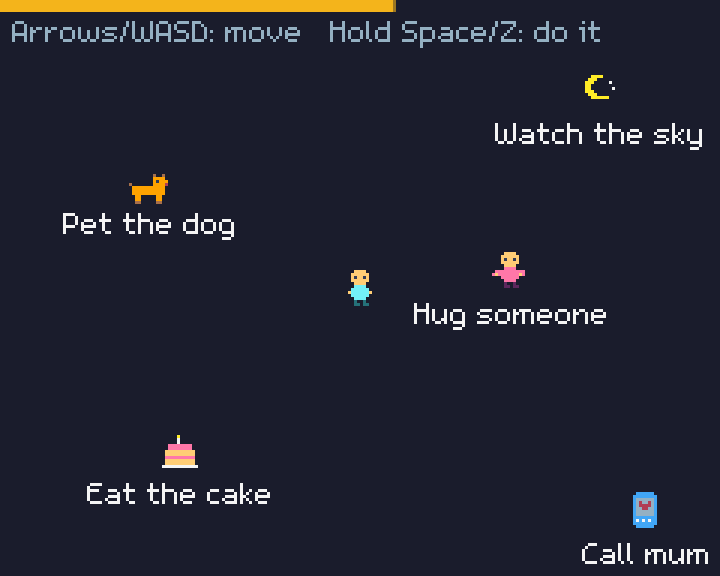 Arrows/WASD: move   Hold Space/Z: do it
Watch the sky
Pet the dog
Hug someone
Eat the cake
Call mum